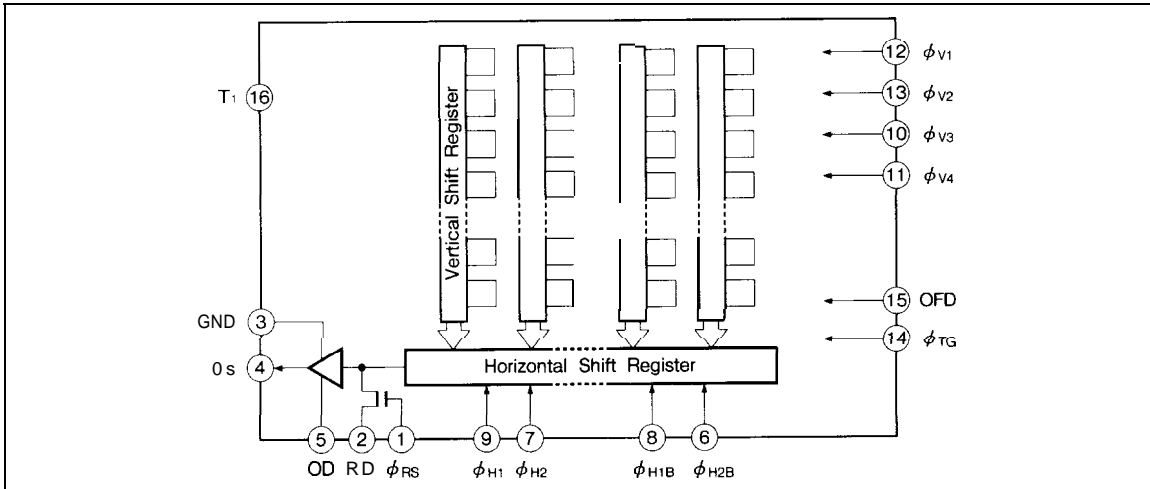 12 φV1
13 φV2
T1 16
10 φV3
11 φV4
Vertical Shift Register
15 OFD
GND 3
14 φTG
0s 4
Horizontal Shift Register
5 2 1 9 7 8 6
OD RD φRS φH1 φH2 φH1B φH2B